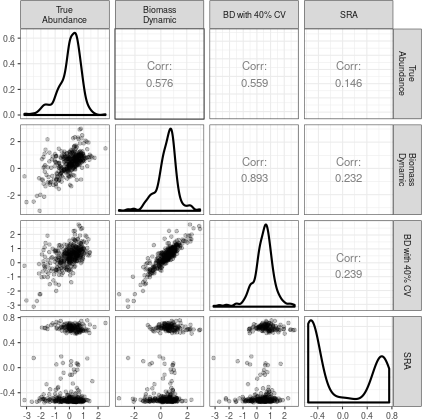 True
Abundance
Biomass
Dynamic
BD with 40% CV
SRA
0.6
0.4
0.2
0.0
Corr:
0.576
Corr:
0.559
Corr:
0.146
True
Abundance
2
0
-2
Corr:
0.893
Corr:
0.232
Biomass
Dynamic
2
1
0
-1
-2
-3
Corr:
0.239
BD with 40% CV
0.8
0.4
0.0
-0.4
SRA
-3 -2 -1 0 1 2
-2 0 2
-3 -2 -1 0 1 2
-0.4 0.0 0.4 0.8